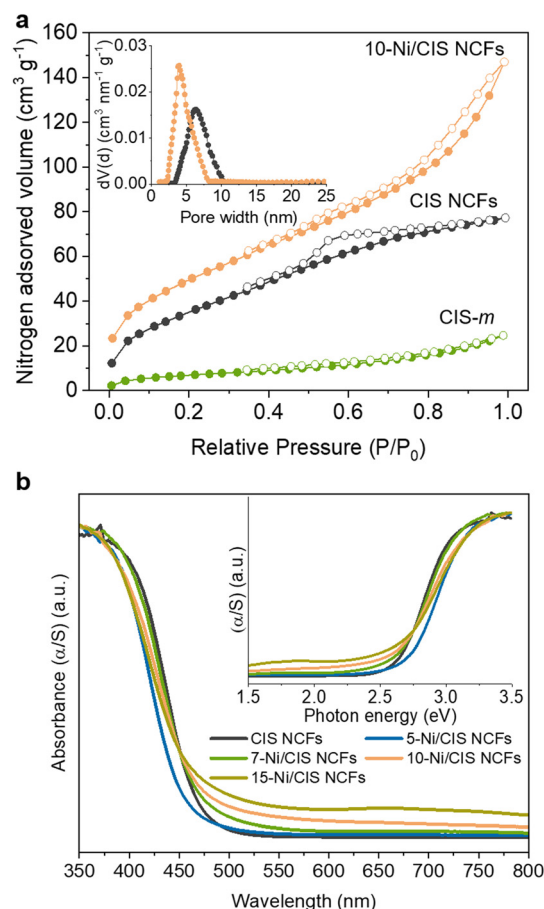 a
160
140
120
100
80
60
40
20
0
Nitrogen adsorved volume (cm³ g⁻¹)
10-Ni/CIS NCFs
CIS NCFs
CIS-m
0.03
0.02
0.01
0.00
dV(d) (cm³ nm⁻¹ g⁻¹)
0 5 10 15 20 25
Pore width (nm)
0.0 0.2 0.4 0.6 0.8 1.0
Relative Pressure (P/P₀)
b
Absorbance (α/S) (a.u.)
(α/S) (a.u.)
1.5 2.0 2.5 3.0 3.5
Photon energy (eV)
CIS NCFs 5-Ni/CIS NCFs
7-Ni/CIS NCFs 10-Ni/CIS NCFs
15-Ni/CIS NCFs
350 400 450 500 550 600 650 700 750 800
Wavelength (nm)